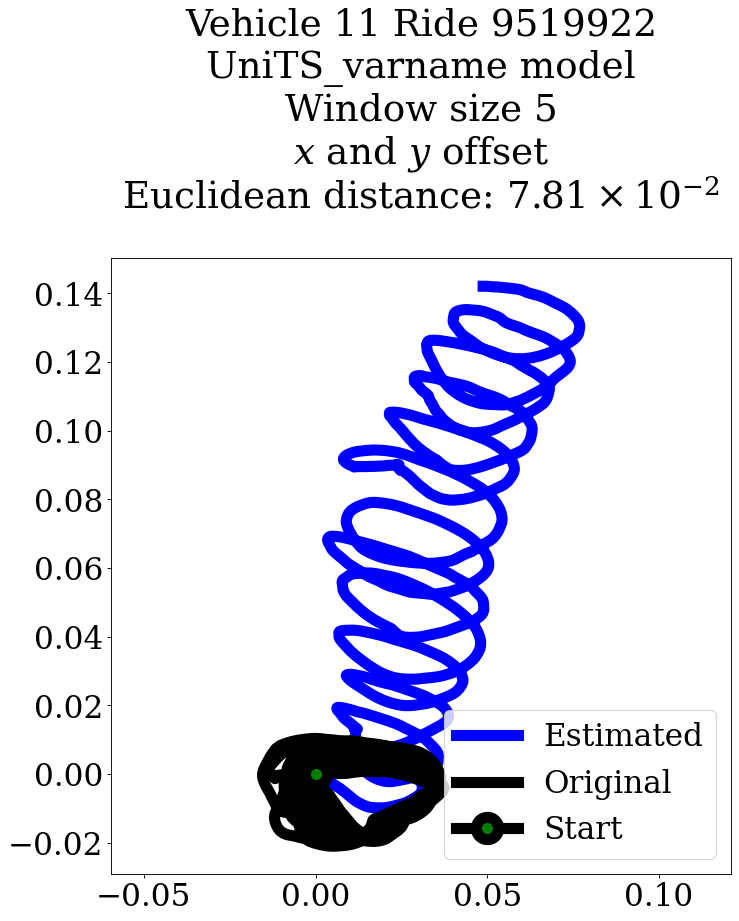 Vehicle 11 Ride 9519922
UniTS_varname model
Window size 5
x and y offset
Euclidean distance: 7.81 × 10⁻²
0.14
0.12
0.10
0.08
0.06
0.04
0.02
0.00
−0.02
Estimated
Original
Start
−0.05
0.00
0.05
0.10